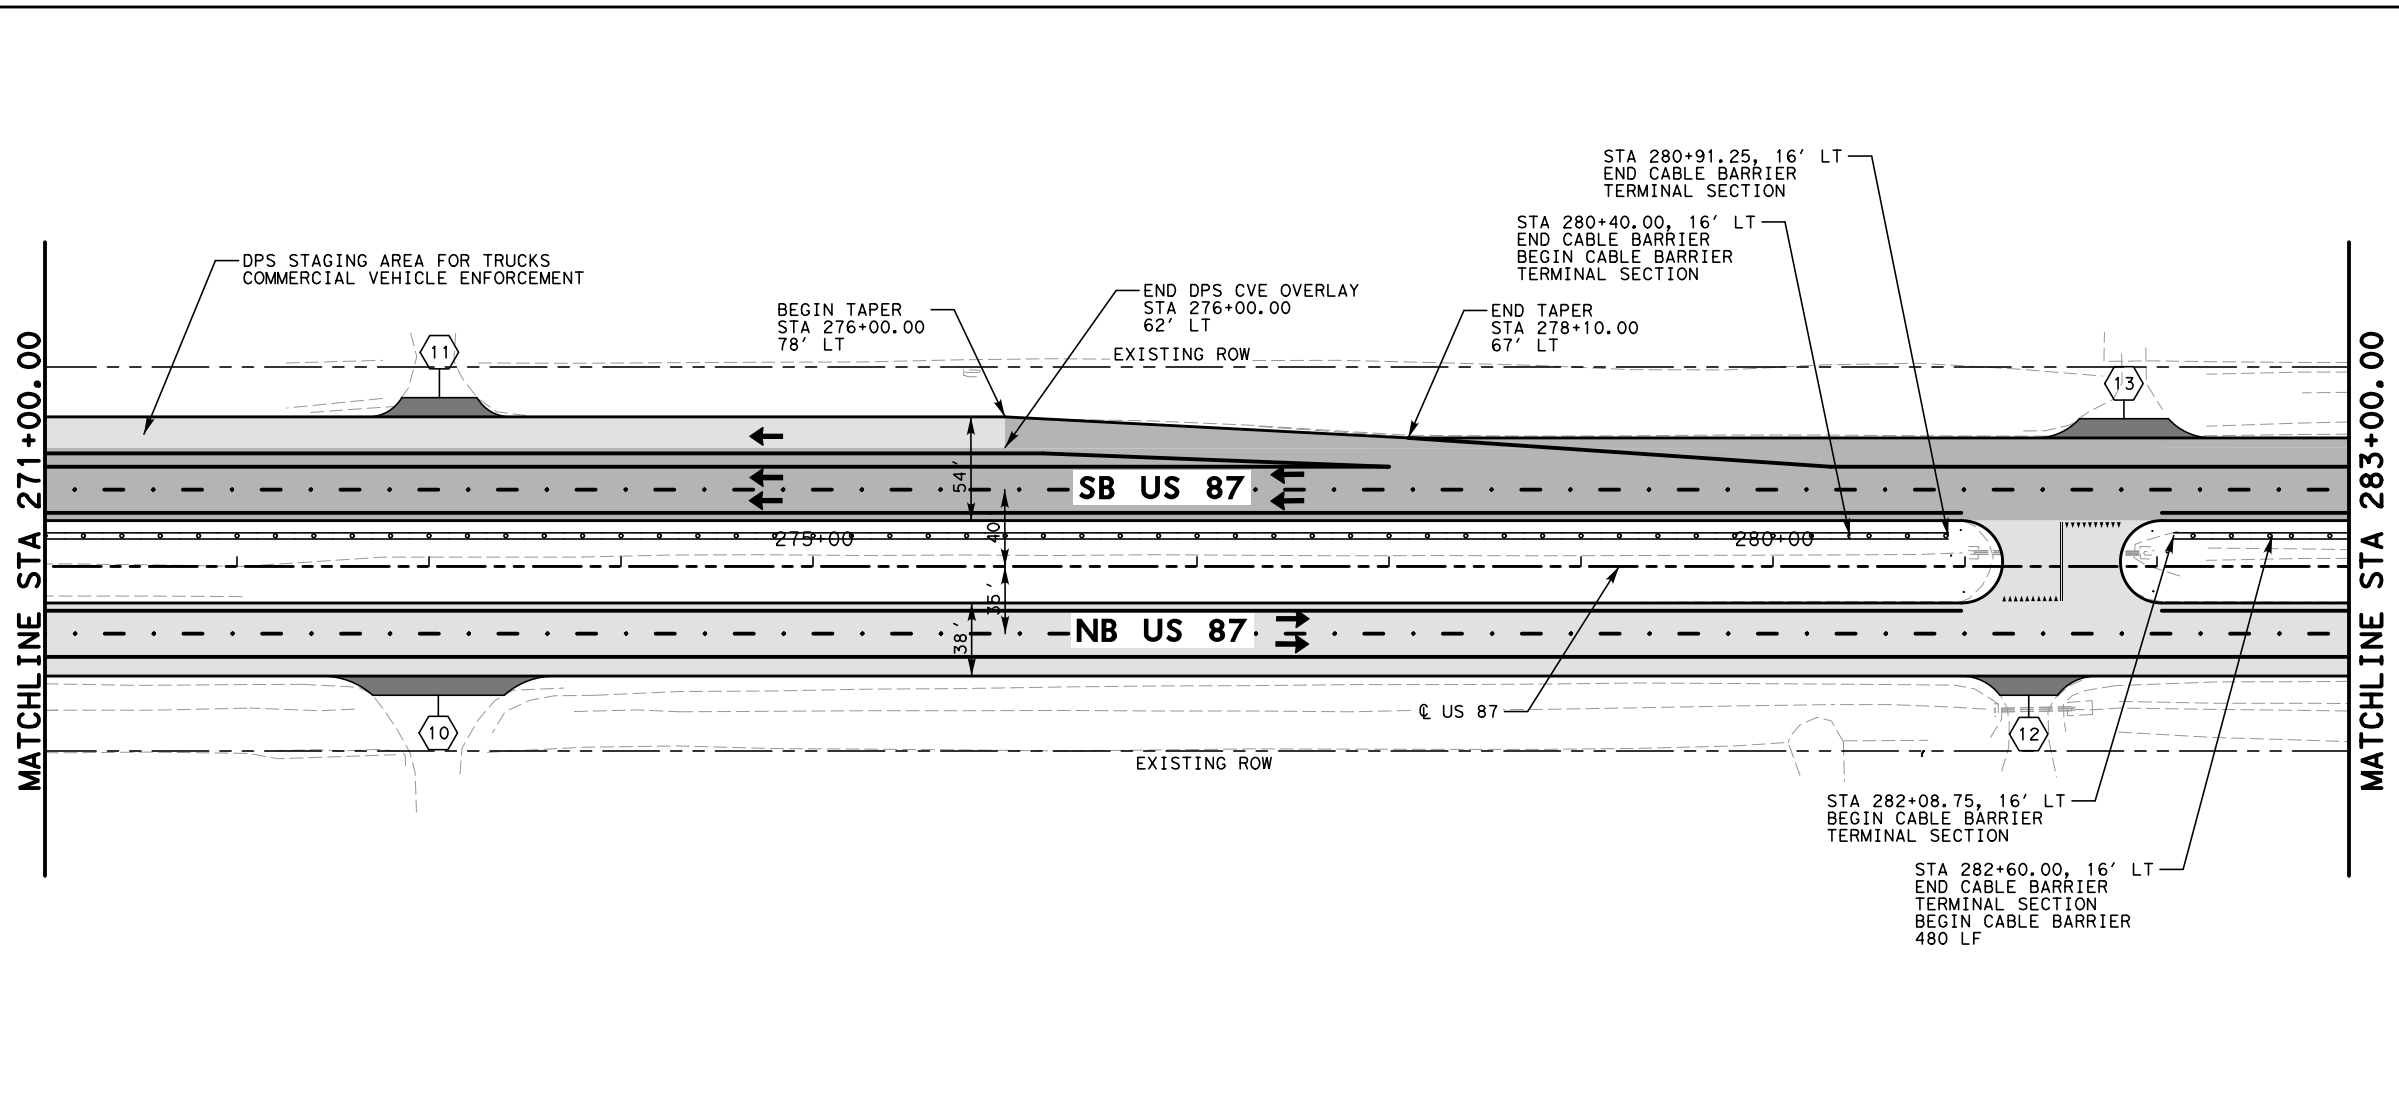 STA 280+91.25, 16' LT
END CABLE BARRIER
TERMINAL SECTION
STA 280+40.00, 16' LT
END CABLE BARRIER
BEGIN CABLE BARRIER
TERMINAL SECTION
DPS STAGING AREA FOR TRUCKS
COMMERCIAL VEHICLE ENFORCEMENT
BEGIN TAPER
STA 276+00.00
78' LT
END DPS CVE OVERLAY
STA 276+00.00
62' LT
END TAPER
STA 278+10.00
67' LT
EXISTING ROW
11
13
MATCHLINE STA 271+00.00
MATCHLINE STA 283+00.00
54'
SB US 87
40'
275+00
280+00
35'
38'
NB US 87
℄ US 87
10
12
EXISTING ROW
STA 282+08.75, 16' LT
BEGIN CABLE BARRIER
TERMINAL SECTION
STA 282+60.00, 16' LT
END CABLE BARRIER
TERMINAL SECTION
BEGIN CABLE BARRIER
480 LF